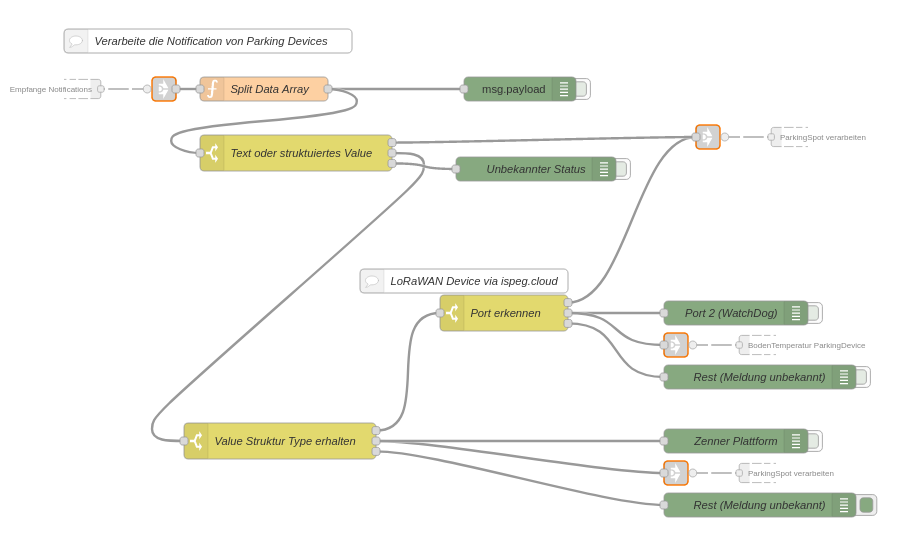 Verarbeite die Notification von Parking Devices
Empfange Notifications
Split Data Array
msg.payload
ParkingSpot verarbeiten
Text oder struktuiertes Value
Unbekannter Status
LoRaWAN Device via ispeg.cloud
Port erkennen
Port 2 (WatchDog)
BodenTemperatur ParkingDevice
Rest (Meldung unbekannt)
Value Struktur Type erhalten
Zenner Plattform
ParkingSpot verarbeiten
Rest (Meldung unbekannt)